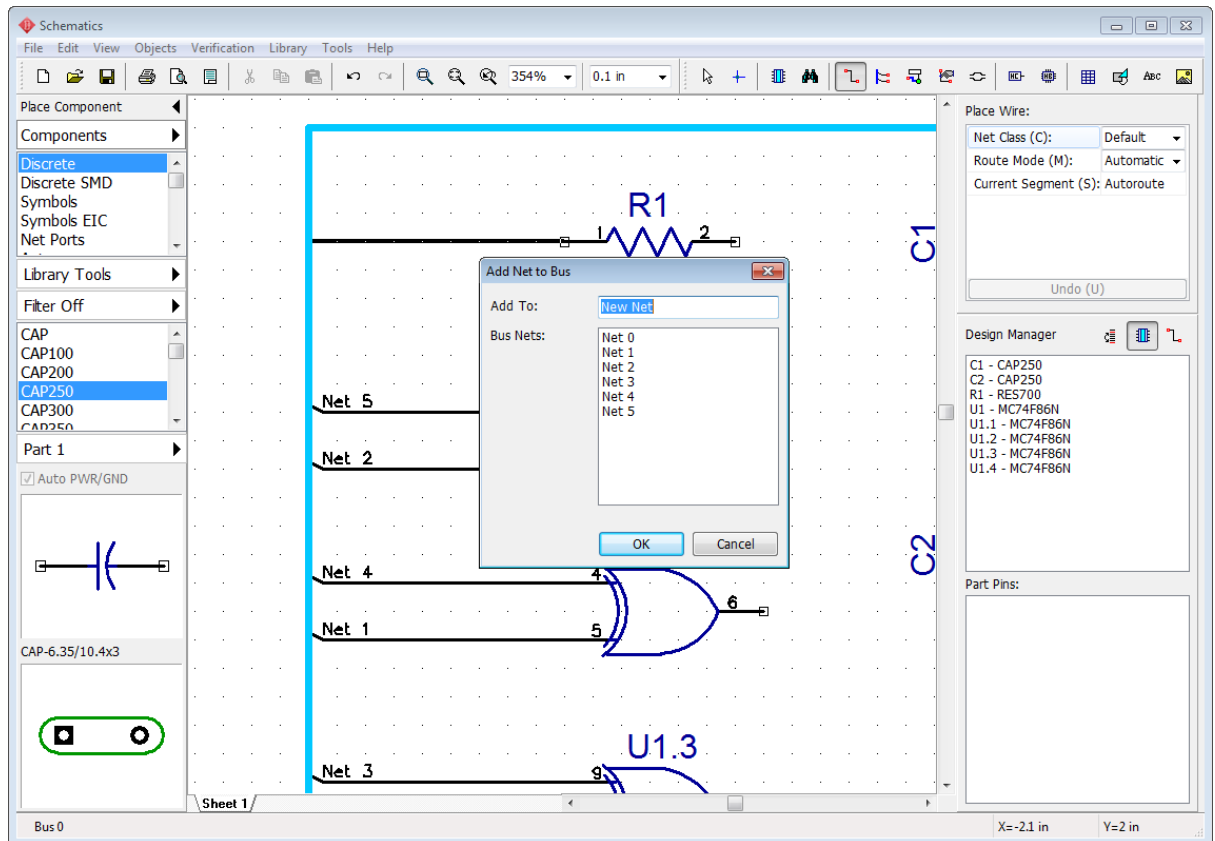 Schematics
File Edit View Objects Verification Library Tools Help
354% 0.1 in ABC
Place Component
Components
Discrete
Discrete SMD
Symbols
Symbols EIC
Net Ports
Library Tools
Filter Off
CAP
CAP100
CAP200
CAP250
CAP300
CAP350
Part 1
Auto PWR/GND
CAP-6.35/10.4x3
R1
1 2
C1
Net 5
Net 2
Net 4
4
6
Net 1
5
C2
U1.3
Net 3
9
Sheet 1
Add Net to Bus
Add To: New Net
Bus Nets:
Net 0
Net 1
Net 2
Net 3
Net 4
Net 5
OK Cancel
Place Wire:
Net Class (C): Default
Route Mode (M): Automatic
Current Segment (S): Autoroute
Undo (U)
Design Manager
C1 - CAP250
C2 - CAP250
R1 - RES700
U1 - MC74F86N
U1.1 - MC74F86N
U1.2 - MC74F86N
U1.3 - MC74F86N
U1.4 - MC74F86N
Part Pins:
Bus 0 X=-2.1 in Y=2 in